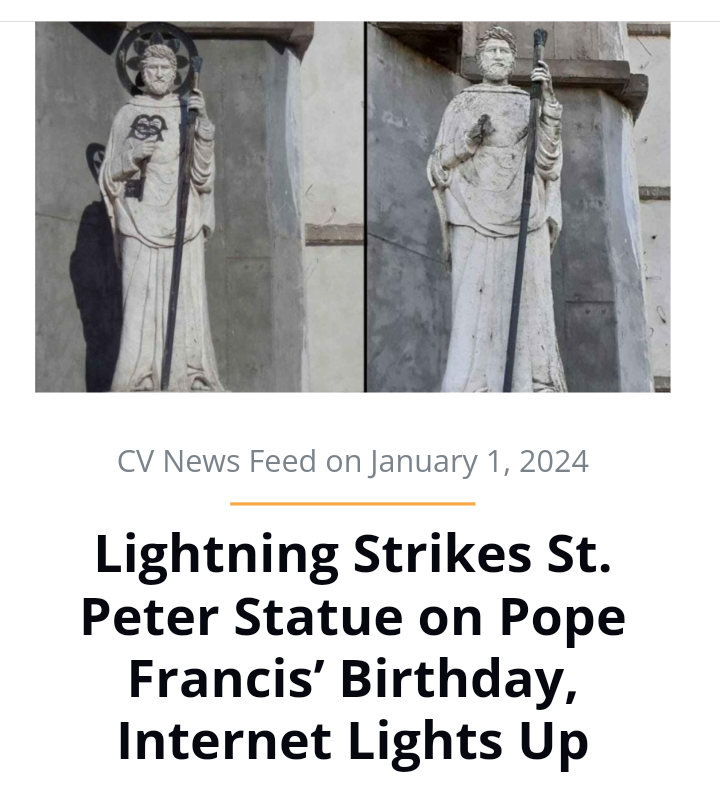 CV News Feed on January 1, 2024
Lightning Strikes St.
Peter Statue on Pope
Francis’ Birthday,
Internet Lights Up